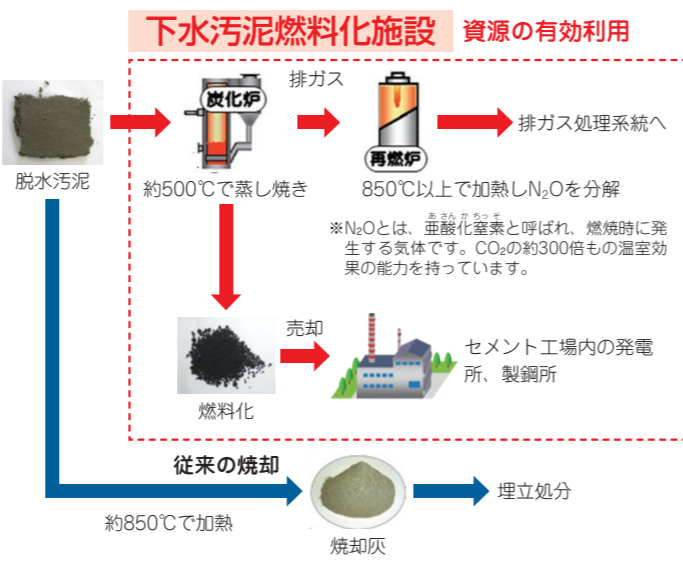 下水汚泥燃料化施設
資源の有効利用
炭化炉
排ガス
再燃炉
排ガス処理系統へ
脱水汚泥
約500℃で蒸し焼き
850℃以上で加熱しN₂Oを分解
※N₂Oとは、亜酸化窒素と呼ばれ、燃焼時に発
あさんかちっそ
生する気体です。CO₂の約300倍もの温室効
果の能力を持っています。
売却
セメント工場内の発電
所、製鋼所
燃料化
従来の焼却
埋立処分
約850℃で加熱
焼却灰